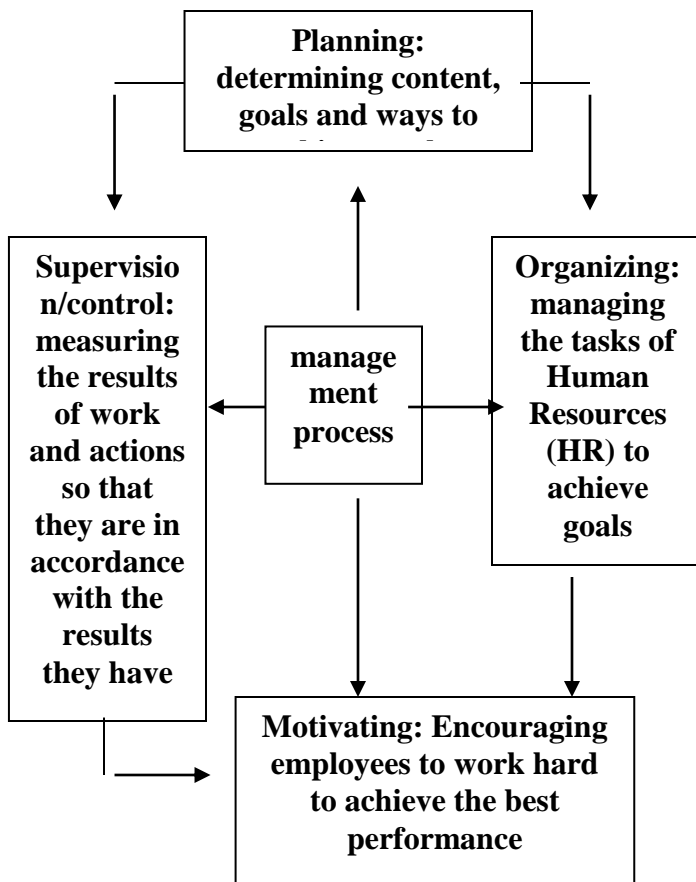 Planning:
determining content,
goals and ways to
Supervisio
n/control:
measuring
the results
of work
and actions
so that
they are in
accordance
with the
results
they have
manage
ment
process
Organizing:
managing
the tasks of
Human
Resources
(HR) to
achieve
goals
Motivating: Encouraging
employees to work hard
to achieve the best
performance